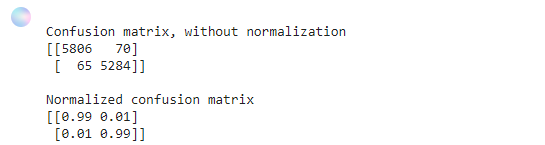 Confusion matrix, without normalization
[[5806   70]
 [  65 5284]]
Normalized confusion matrix
[[0.99 0.01]
 [0.01 0.99]]